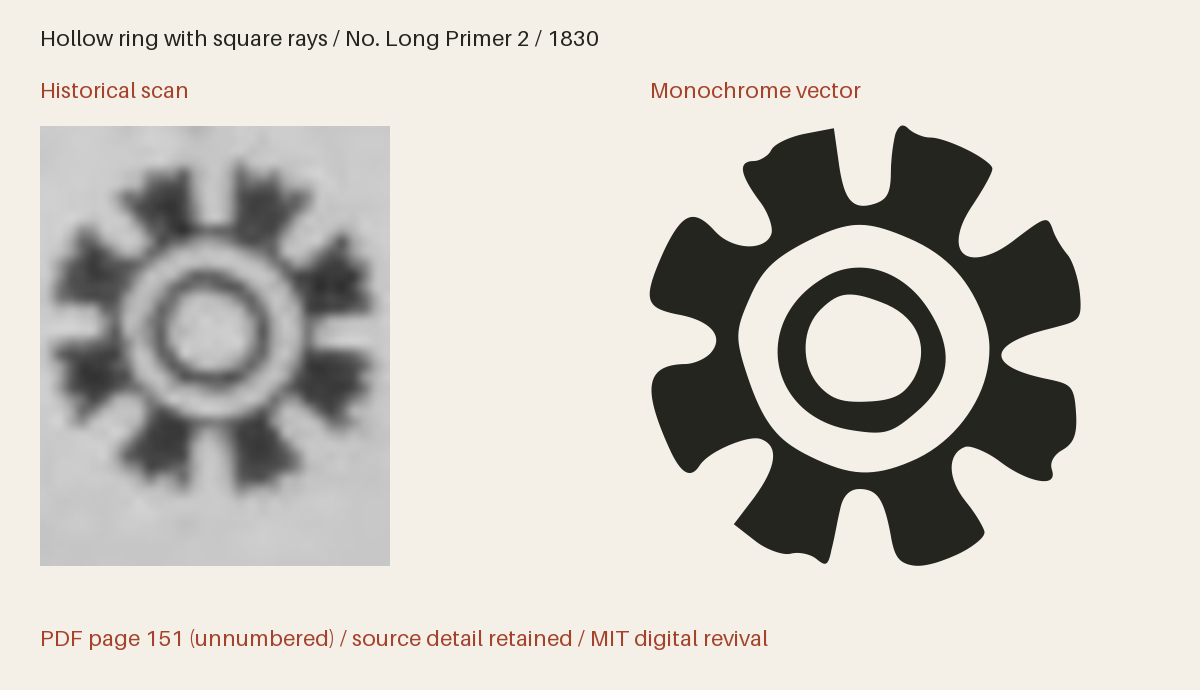 Hollow ring with square rays / No. Long Primer 2 / 1830
Historical scan
Monochrome vector
PDF page 151 (unnumbered) / source detail retained / MIT digital revival